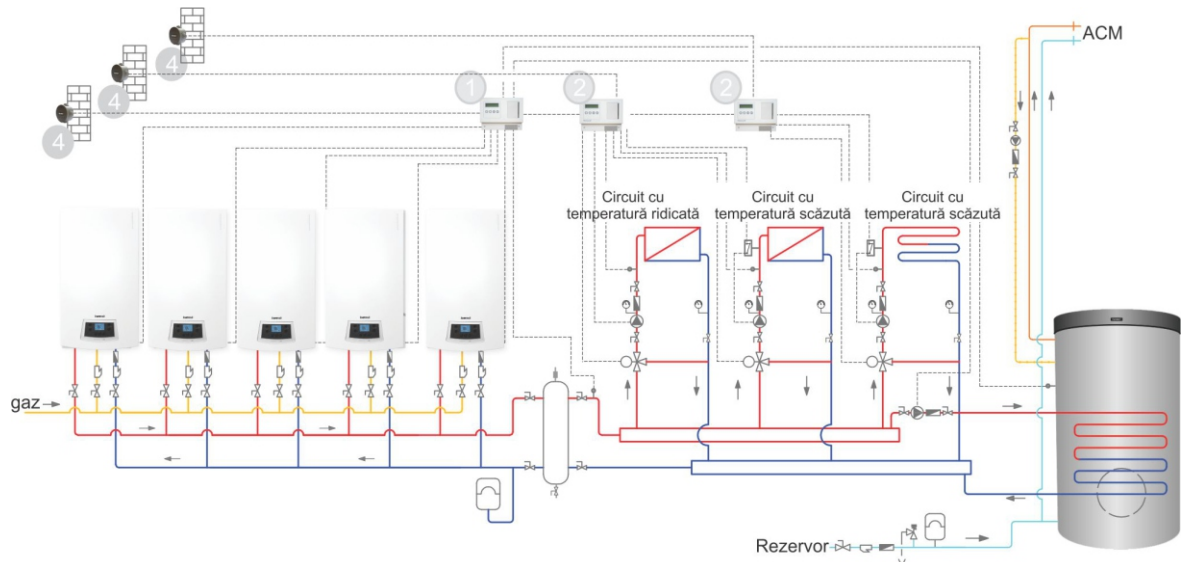 ACM
4
4
4
1
2
2
Circuit cu
temperatură ridicată
Circuit cu
temperatură scăzută
Circuit cu
temperatură scăzută
gaz
Rezervor